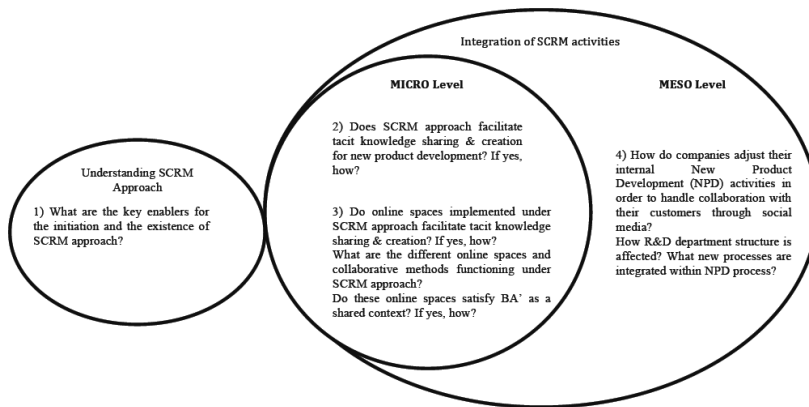 Integration of SCRM activities
MICRO Level
MESO Level
2) Does SCRM approach facilitate
tacit knowledge sharing & creation
for new product development? If yes,
how?
3) Do online spaces implemented under
SCRM approach facilitate tacit knowledge
sharing & creation? If yes, how?
What are the different online spaces and
collaborative methods functioning under
SCRM approach?
Do these online spaces satisfy BA’ as a
shared context? If yes, how?
Understanding SCRM
Approach
1) What are the key enablers for
the initiation and the existence of
SCRM approach?
4) How do companies adjust their
internal New Product
Development (NPD) activities in
order to handle collaboration with
their customers through social
media?
How R&D department structure is
affected? What new processes are
integrated within NPD process?